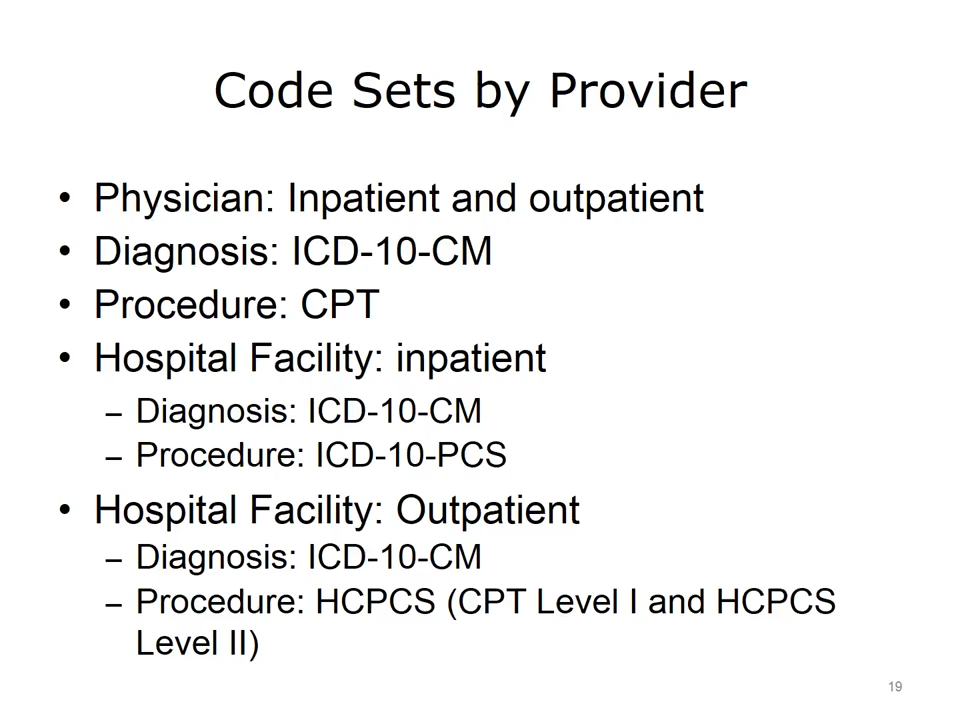 Code Sets by Provider
• Physician: Inpatient and outpatient
• Diagnosis: ICD-10-CM
• Procedure: CPT
• Hospital Facility: inpatient
– Diagnosis: ICD-10-CM
– Procedure: ICD-10-PCS
• Hospital Facility: Outpatient
– Diagnosis: ICD-10-CM
– Procedure: HCPCS (CPT Level I and HCPCS
Level II)
19